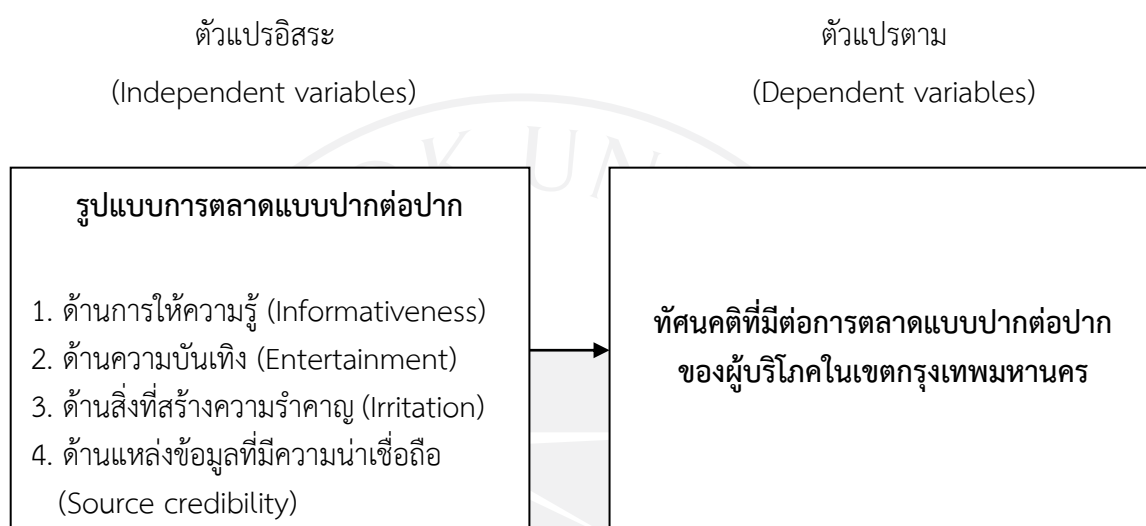 ตัวแปรอิสระ
(Independent variables)
ตัวแปรตาม
(Dependent variables)
รูปแบบการตลาดแบบปากต่อปาก
1. ด้านการให้ความรู้ (Informativeness)
2. ด้านความบันเทิง (Entertainment)
3. ด้านสิ่งที่สร้างความรำคาญ (Irritation)
4. ด้านแหล่งข้อมูลที่มีความน่าเชื่อถือ
(Source credibility)
ทัศนคติที่มีต่อการตลาดแบบปากต่อปาก
ของผู้บริโภคในเขตกรุงเทพมหานคร